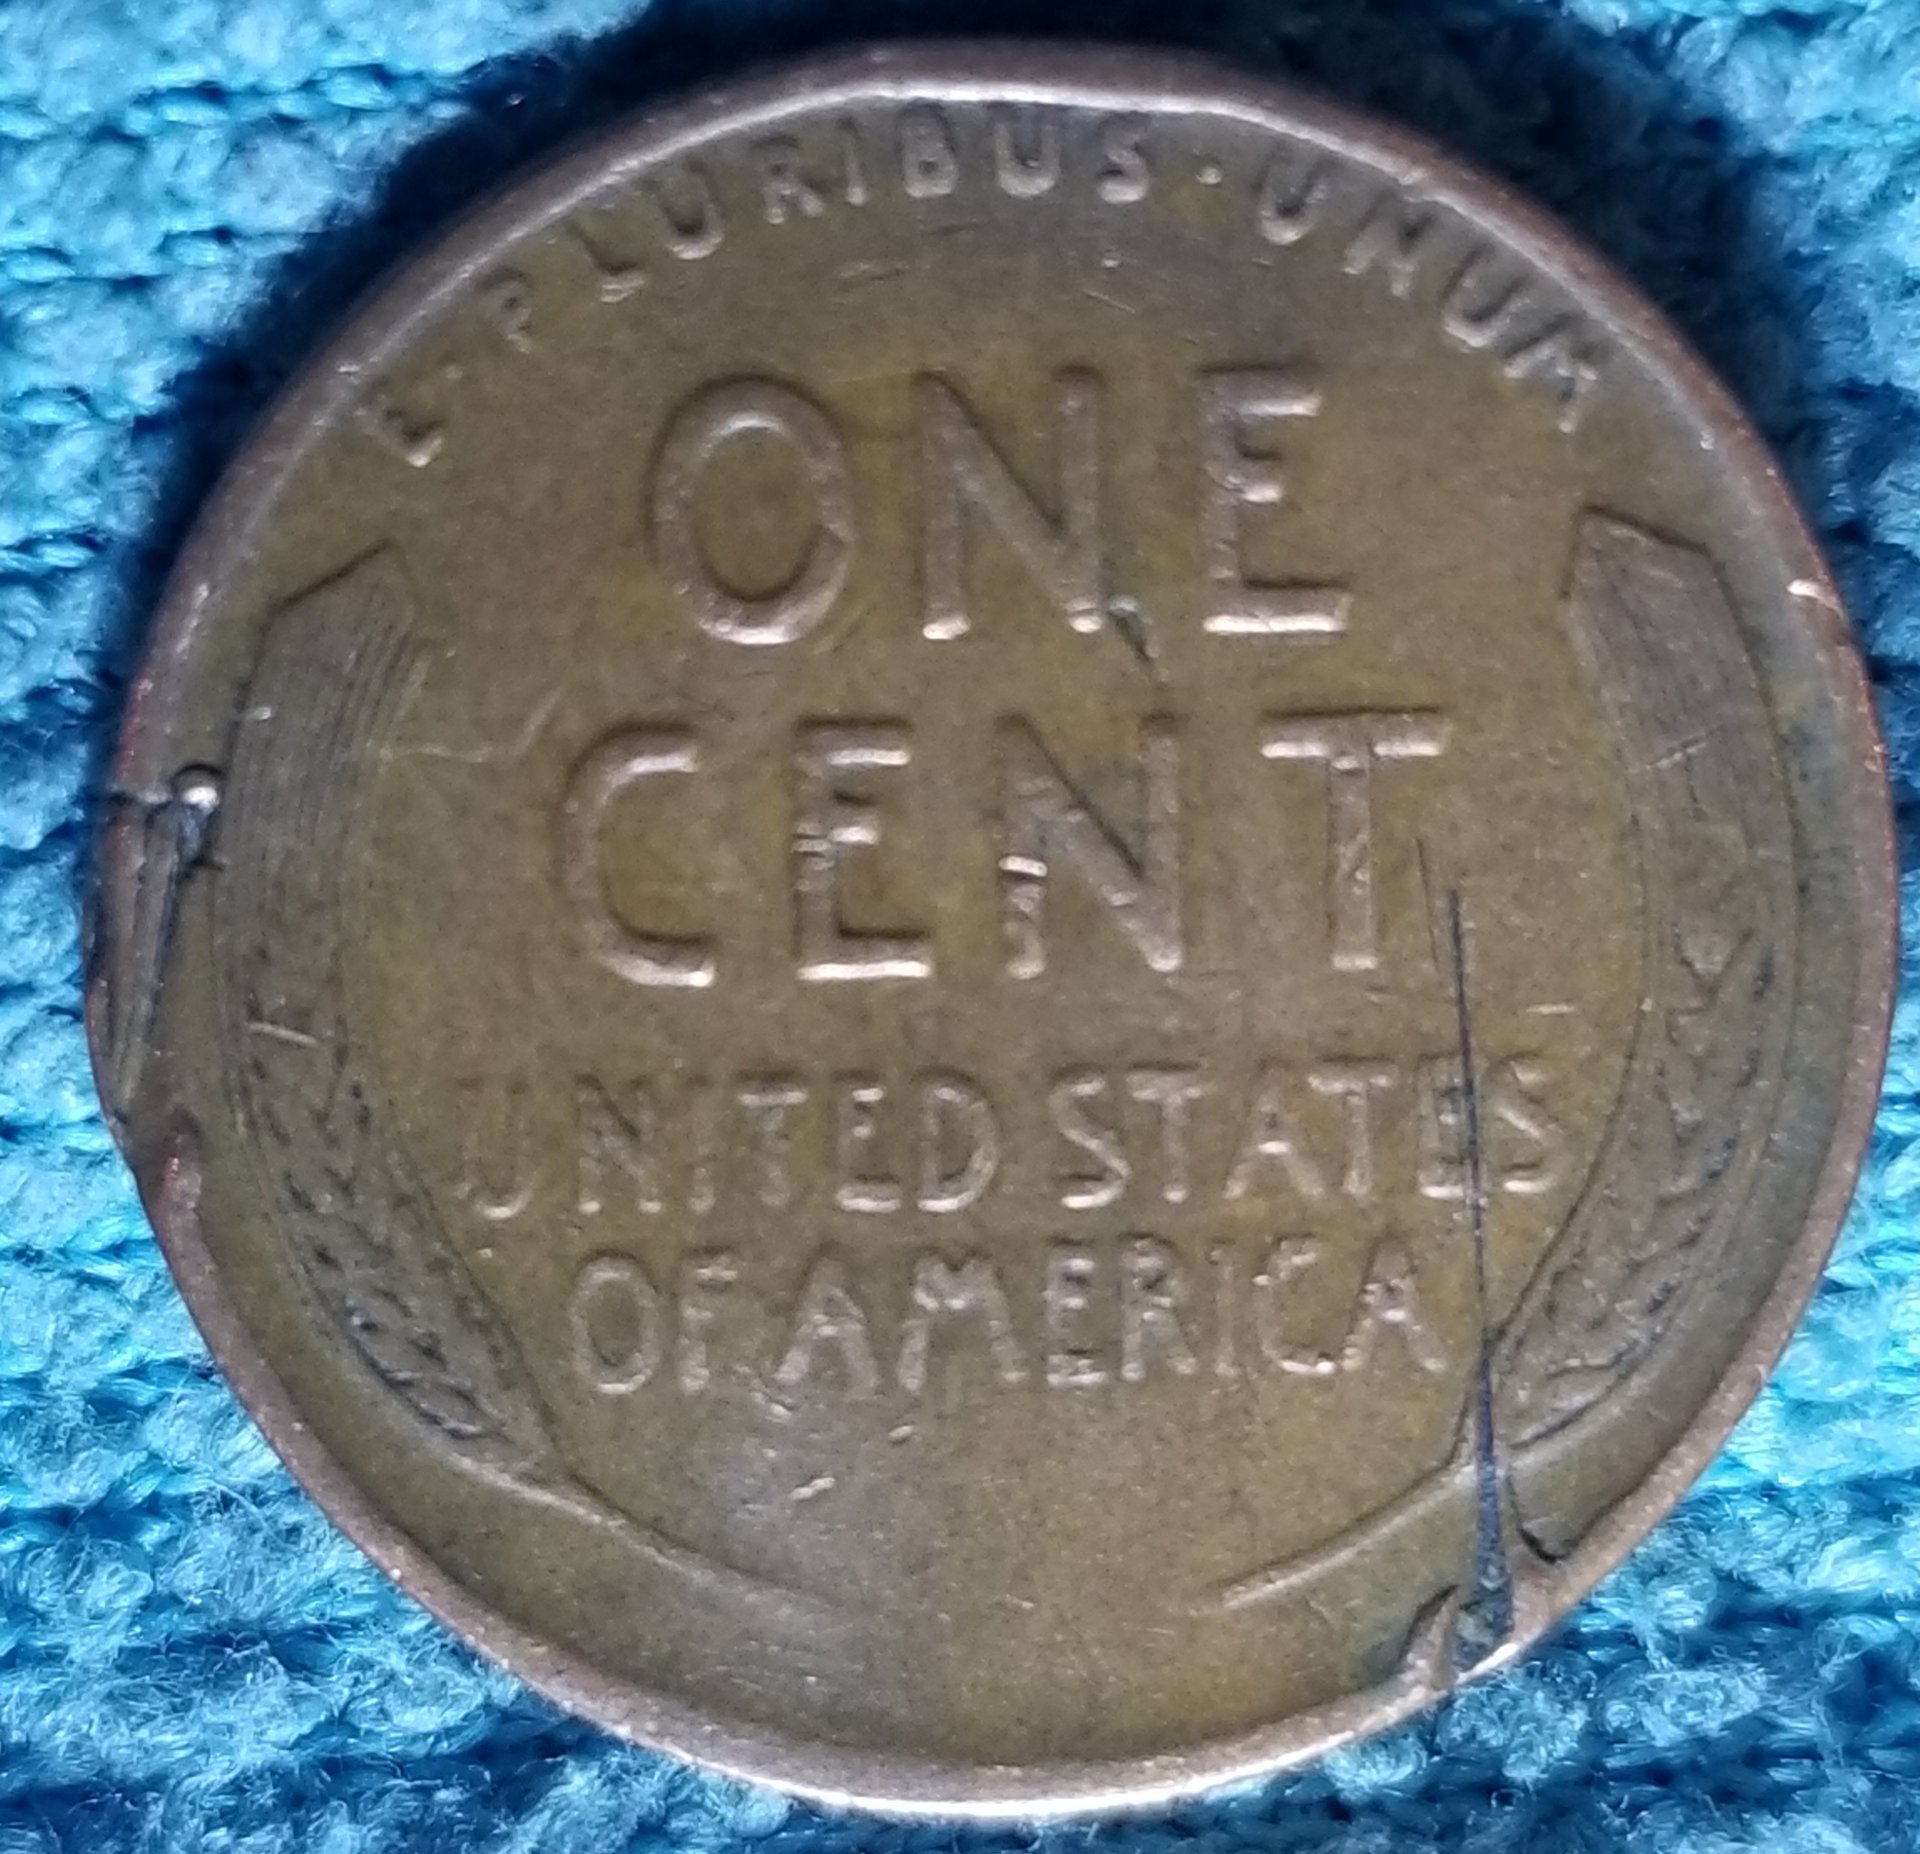 E·PLURIBUS·UNUM
ONE
CENT
UNITED STATES
OF AMERICA